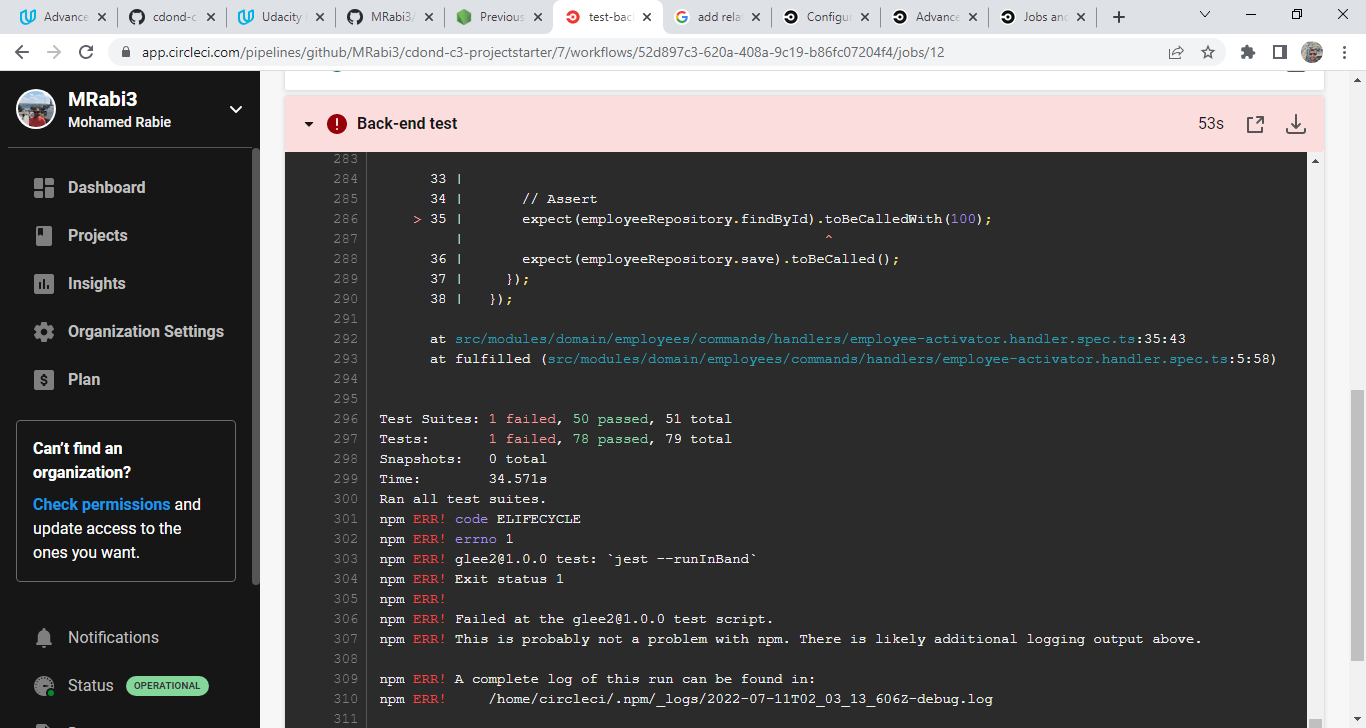 Advance
cdond-c
Udacity
MRabi3/
Previous
test-bac
add rela
Configu
Advance
Jobs and
app.circleci.com/pipelines/github/MRabi3/cdond-c3-projectstarter/7/workflows/52d897c3-620a-408a-9c19-b86fc07204f4/jobs/12
MRabi3
Mohamed Rabie
Dashboard
Projects
Insights
Organization Settings
Plan
Can't find an
organization?
Check permissions and
update access to the
ones you want.
Notifications
Status OPERATIONAL
Back-end test 53s
283
284 33 |
285 34 | // Assert
286 > 35 | expect(employeeRepository.findById).toBeCalledWith(100);
287 | ^
288 36 | expect(employeeRepository.save).toBeCalled();
289 37 | });
290 38 | });
291
292 at src/modules/domain/employees/commands/handlers/employee-activator.handler.spec.ts:35:43
293 at fulfilled (src/modules/domain/employees/commands/handlers/employee-activator.handler.spec.ts:5:58)
294
295
296 Test Suites: 1 failed, 50 passed, 51 total
297 Tests: 1 failed, 78 passed, 79 total
298 Snapshots: 0 total
299 Time: 34.571s
300 Ran all test suites.
301 npm ERR! code ELIFECYCLE
302 npm ERR! errno 1
303 npm ERR! glee2@1.0.0 test: `jest --runInBand`
304 npm ERR! Exit status 1
305 npm ERR!
306 npm ERR! Failed at the glee2@1.0.0 test script.
307 npm ERR! This is probably not a problem with npm. There is likely additional logging output above.
308
309 npm ERR! A complete log of this run can be found in:
310 npm ERR! /home/circleci/.npm/_logs/2022-07-11T02_03_13_606Z-debug.log
311